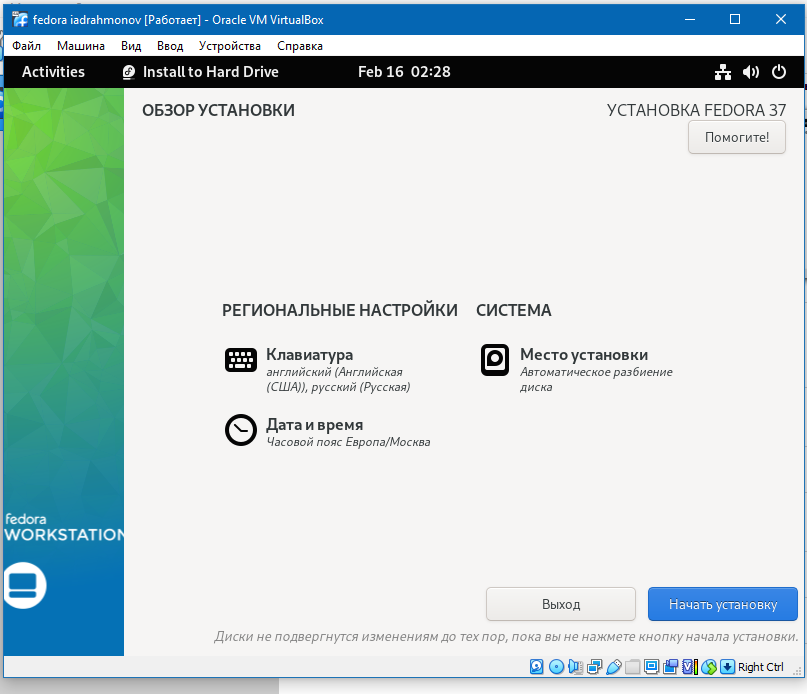 fedora iadrahmonov [Работает] - Oracle VM VirtualBox
Файл Машина Вид Ввод Устройства Справка
Activities Install to Hard Drive Feb 16 02:28
ОБЗОР УСТАНОВКИ
УСТАНОВКА FEDORA 37
Помогите!
РЕГИОНАЛЬНЫЕ НАСТРОЙКИ
Клавиатура
английский (Английская
(США)), русский (Русская)
Дата и время
Часовой пояс Европа/Москва
СИСТЕМА
Место установки
Автоматическое разбиение
диска
fedora
WORKSTATION
Выход
Начать установку
Диски не подвергнутся изменениям до тех пор, пока вы не нажмете кнопку начала установки.
Right Ctrl